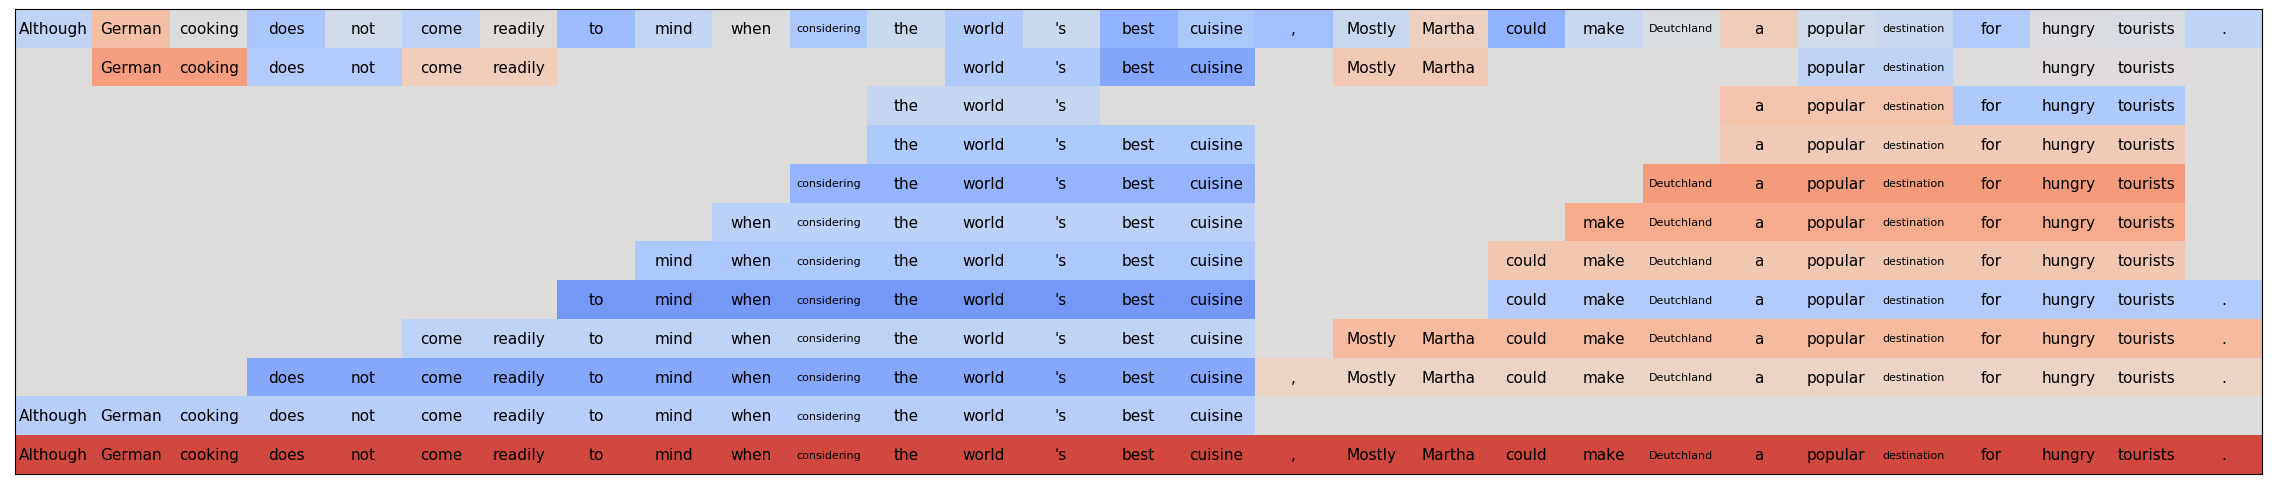 Although German cooking does not come readily to mind when considering the world 's best cuisine , Mostly Martha could make Deutchland a popular destination for hungry tourists .
German cooking does not come readily world 's best cuisine Mostly Martha popular destination hungry tourists
the world 's a popular destination for hungry tourists
the world 's best cuisine a popular destination for hungry tourists
considering the world 's best cuisine Deutchland a popular destination for hungry tourists
when considering the world 's best cuisine make Deutchland a popular destination for hungry tourists
mind when considering the world 's best cuisine could make Deutchland a popular destination for hungry tourists
to mind when considering the world 's best cuisine could make Deutchland a popular destination for hungry tourists .
come readily to mind when considering the world 's best cuisine Mostly Martha could make Deutchland a popular destination for hungry tourists .
does not come readily to mind when considering the world 's best cuisine , Mostly Martha could make Deutchland a popular destination for hungry tourists .
Although German cooking does not come readily to mind when considering the world 's best cuisine
Although German cooking does not come readily to mind when considering the world 's best cuisine , Mostly Martha could make Deutchland a popular destination for hungry tourists .